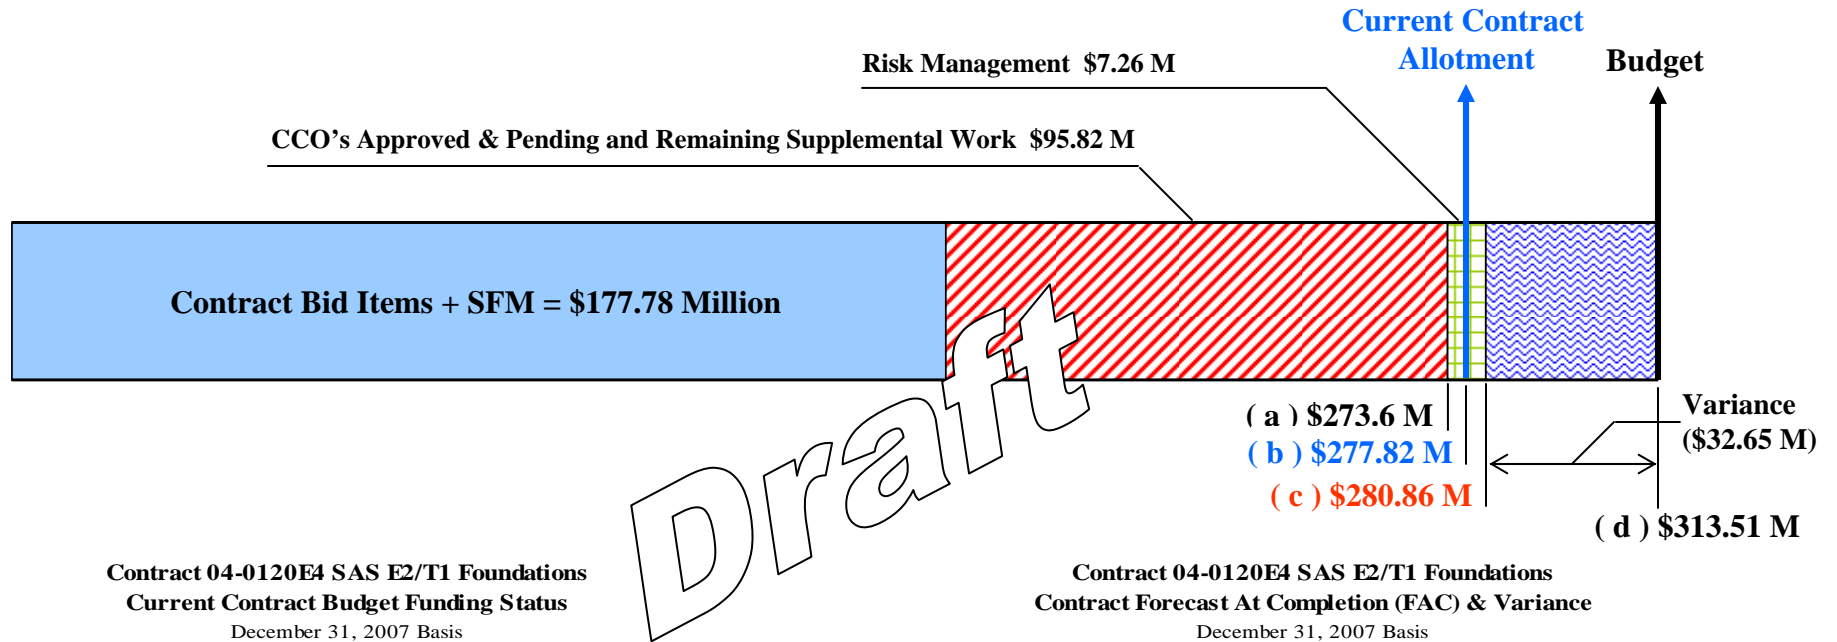 Current Contract
Allotment
Budget
Risk Management $7.26 M
CCO's Approved & Pending and Remaining Supplemental Work $95.82 M
Contract Bid Items + SFM = $177.78 Million
Draft
( a ) $273.6 M
( b ) $277.82 M
( c ) $280.86 M
Variance
($32.65 M)
( d ) $313.51 M
Contract 04-0120E4 SAS E2/T1 Foundations
Current Contract Budget Funding Status
December 31, 2007 Basis
Contract 04-0120E4 SAS E2/T1 Foundations
Contract Forecast At Completion (FAC) & Variance
December 31, 2007 Basis